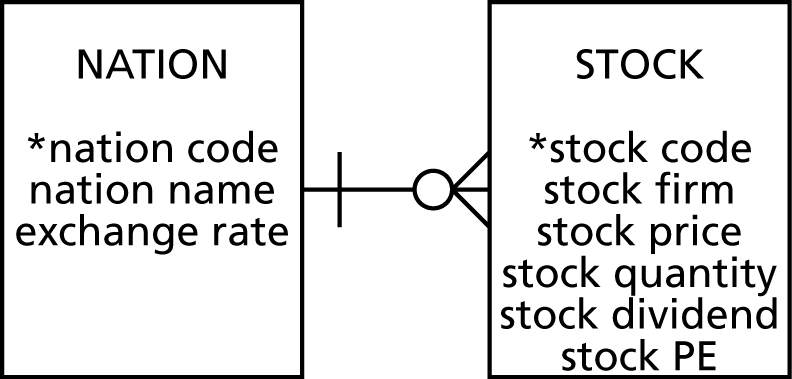 NATION
*nation code
nation name
exchange rate
STOCK
*stock code
stock firm
stock price
stock quantity
stock dividend
stock PE